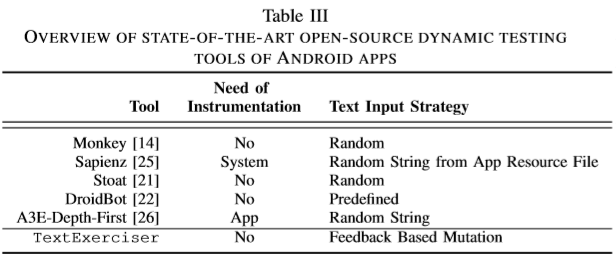 Table III
OVERVIEW OF STATE-OF-THE-ART OPEN-SOURCE DYNAMIC TESTING
TOOLS OF ANDROID APPS
Need of
Tool Instrumentation Text Input Strategy
Monkey [14] No Random
Sapienz [25] System Random String from App Resource File
Stoat [21] No Random
DroidBot [22] No Predefined
A3E-Depth-First [26] App Random String
TextExerciser No Feedback Based Mutation